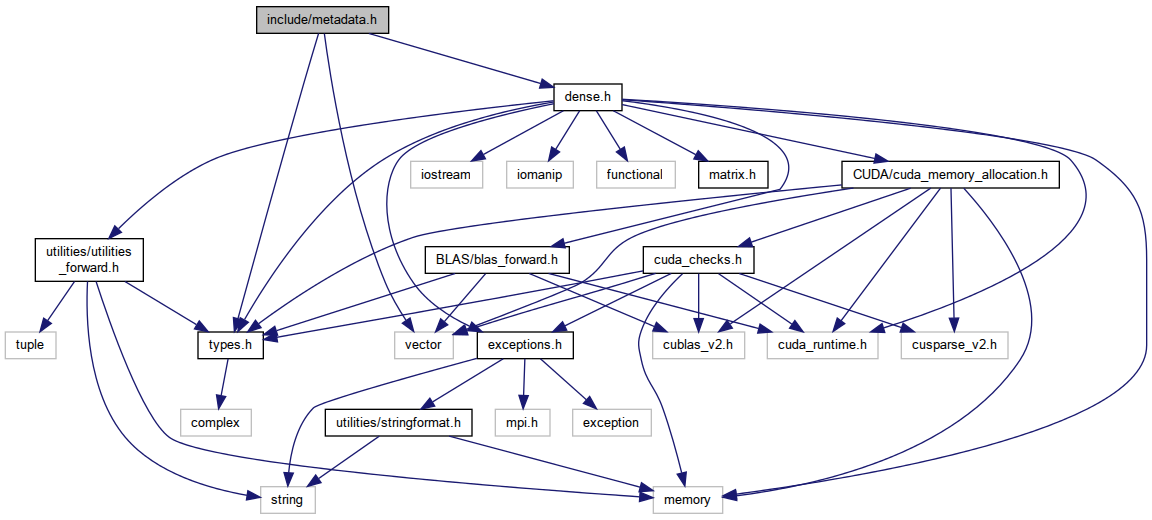 include/metadata.h
dense.h
iostream
iomanip
functional
matrix.h
CUDA/cuda_memory_allocation.h
utilities/utilities
_forward.h
BLAS/blas_forward.h
cuda_checks.h
tuple
types.h
vector
exceptions.h
cublas_v2.h
cuda_runtime.h
cusparse_v2.h
complex
utilities/stringformat.h
mpi.h
exception
string
memory